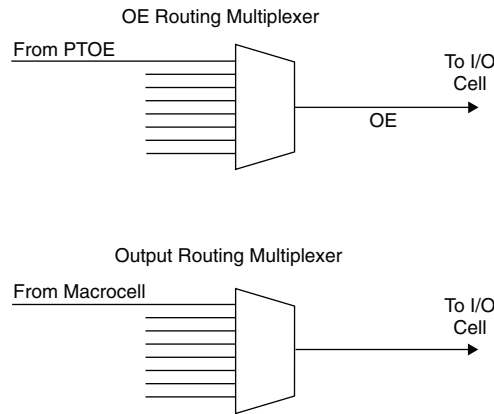 OE Routing Multiplexer
From PTOE
To I/O
Cell
OE
Output Routing Multiplexer
From Macrocell
To I/O
Cell